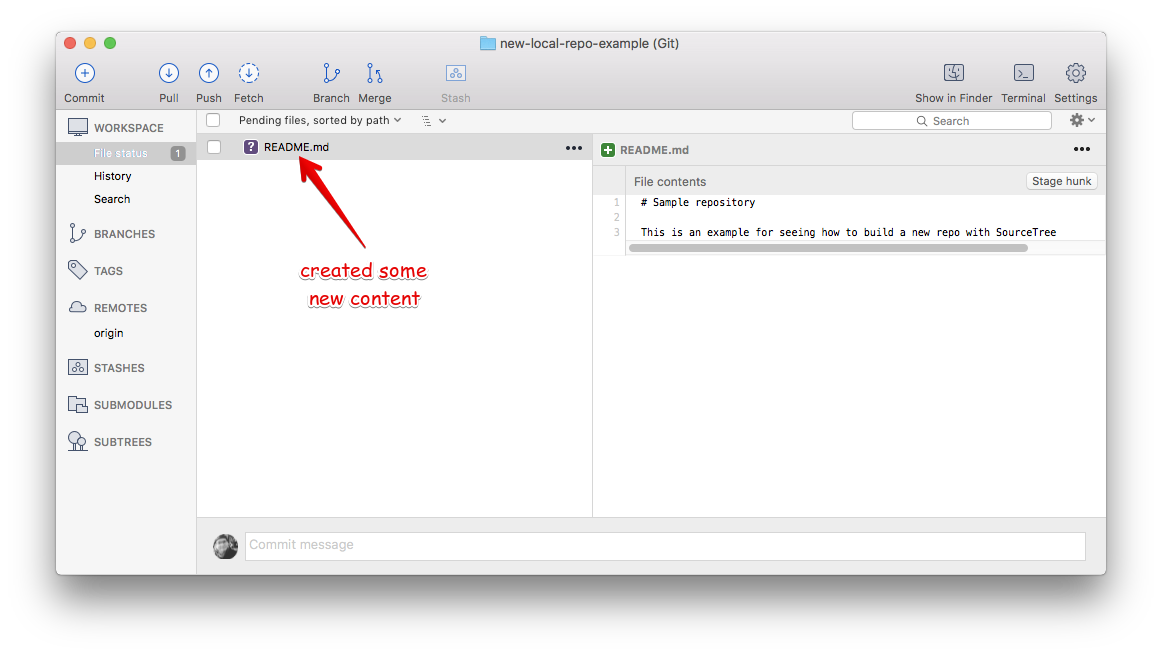 new-local-repo-example (Git)
Commit Pull Push Fetch Branch Merge Stash Show in Finder Terminal Settings
WORKSPACE
File status 1
History
Search
BRANCHES
TAGS
REMOTES
origin
STASHES
SUBMODULES
SUBTREES
Pending files, sorted by path
Search
? README.md
created some
new content
README.md
File contents Stage hunk
1 # Sample repository
2
3 This is an example for seeing how to build a new repo with SourceTree
Commit message